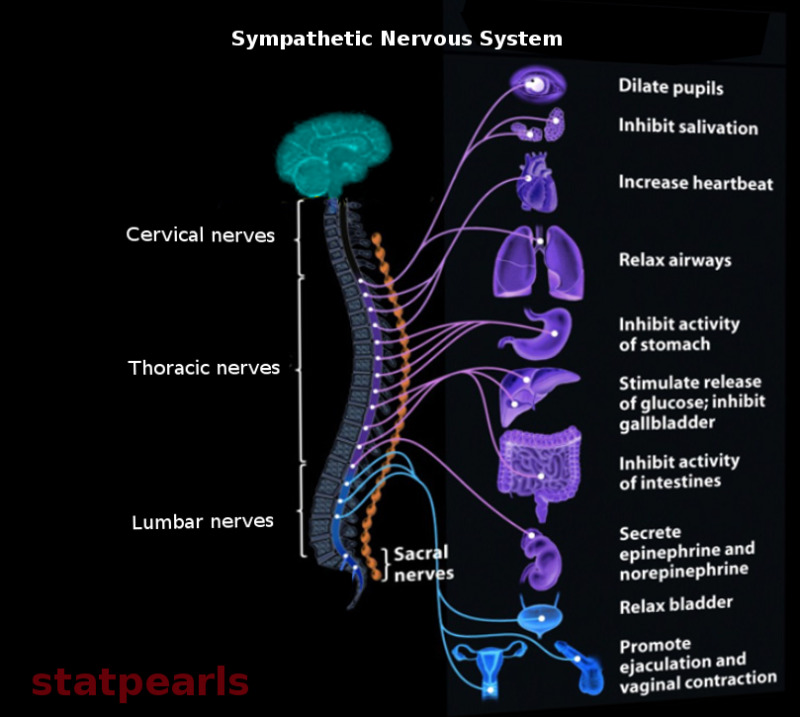 Sympathetic Nervous System
Dilate pupils
Inhibit salivation
Increase heartbeat
Cervical nerves
Relax airways
Inhibit activity
of stomach
Thoracic nerves
Stimulate release
of glucose; inhibit
gallbladder
Inhibit activity
of intestines
Lumbar nerves
Secrete
epinephrine and
norepinephrine
Sacral
nerves
Relax bladder
Promote
ejaculation and
vaginal contraction
statpearls